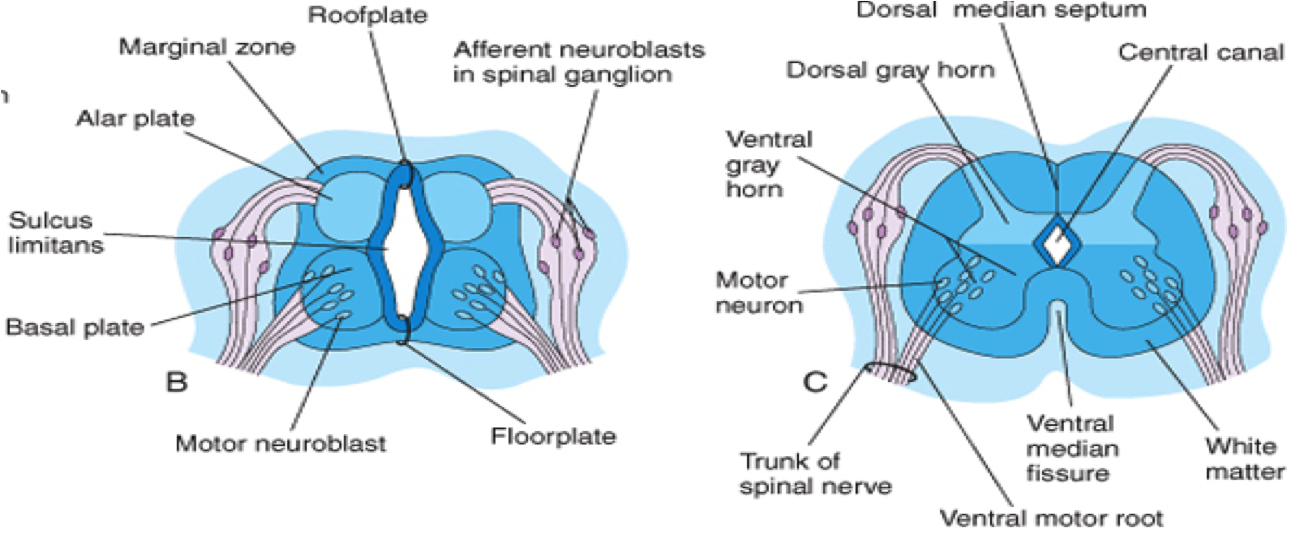 Roofplate
Marginal zone
Afferent neuroblasts
in spinal ganglion
Alar plate
Sulcus
limitans
Basal plate
B
Motor neuroblast
Floorplate
Dorsal median septum
Central canal
Dorsal gray horn
Ventral
gray
horn
Motor
neuron
C
Trunk of
spinal nerve
Ventral
median
fissure
White
matter
Ventral motor root